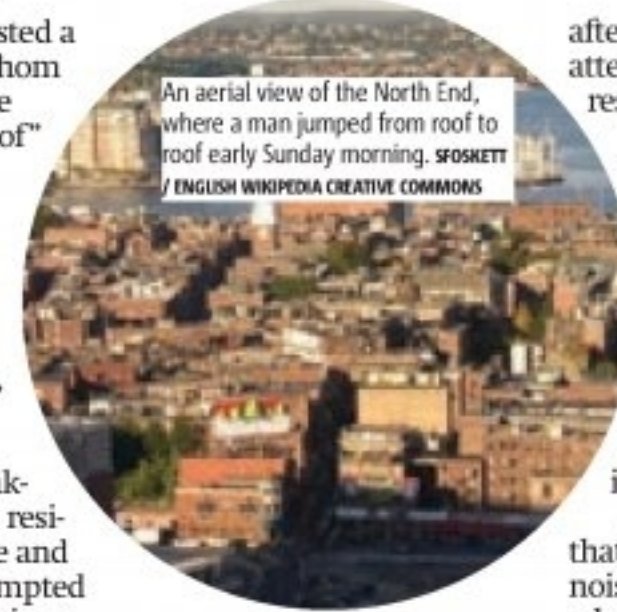 sted a
hom
e
of"
k-
resi-
e and
mpted
An aerial view of the North End,
where a man jumped from roof to
roof early Sunday morning. SFOSKETT
/ ENGLISH WIKIPEDIA CREATIVE COMMONS
afte
atte
res
i
that
nois